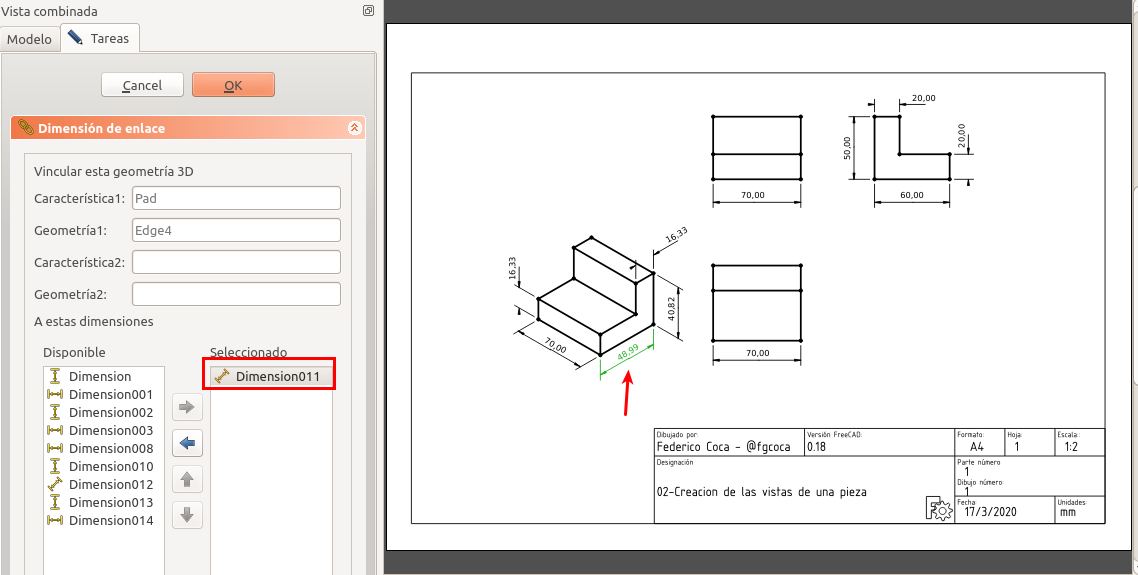 Vista combinada
Modelo
Tareas
Cancel
OK
Dimensión de enlace
Vincular esta geometría 3D
Característica1: Pad
Geometría1: Edge4
Característica2:
Geometría2:
A estas dimensiones
Disponible
Seleccionado
Dimension
Dimension001
Dimension002
Dimension003
Dimension008
Dimension010
Dimension012
Dimension013
Dimension014
Dimension011
20,00
50,00
20,00
70,00
60,00
16,33
16,33
40,82
70,00
48,99
70,00
Dibujado por:
Federico Coca - @fgcoca
Versión FreeCAD:
0.18
Formato:
A4
Hoja:
1
Escala:
1:2
Designación
02-Creacion de las vistas de una pieza
Parte número
1
Dibujo número:
1
Fecha:
17/3/2020
Unidades:
mm